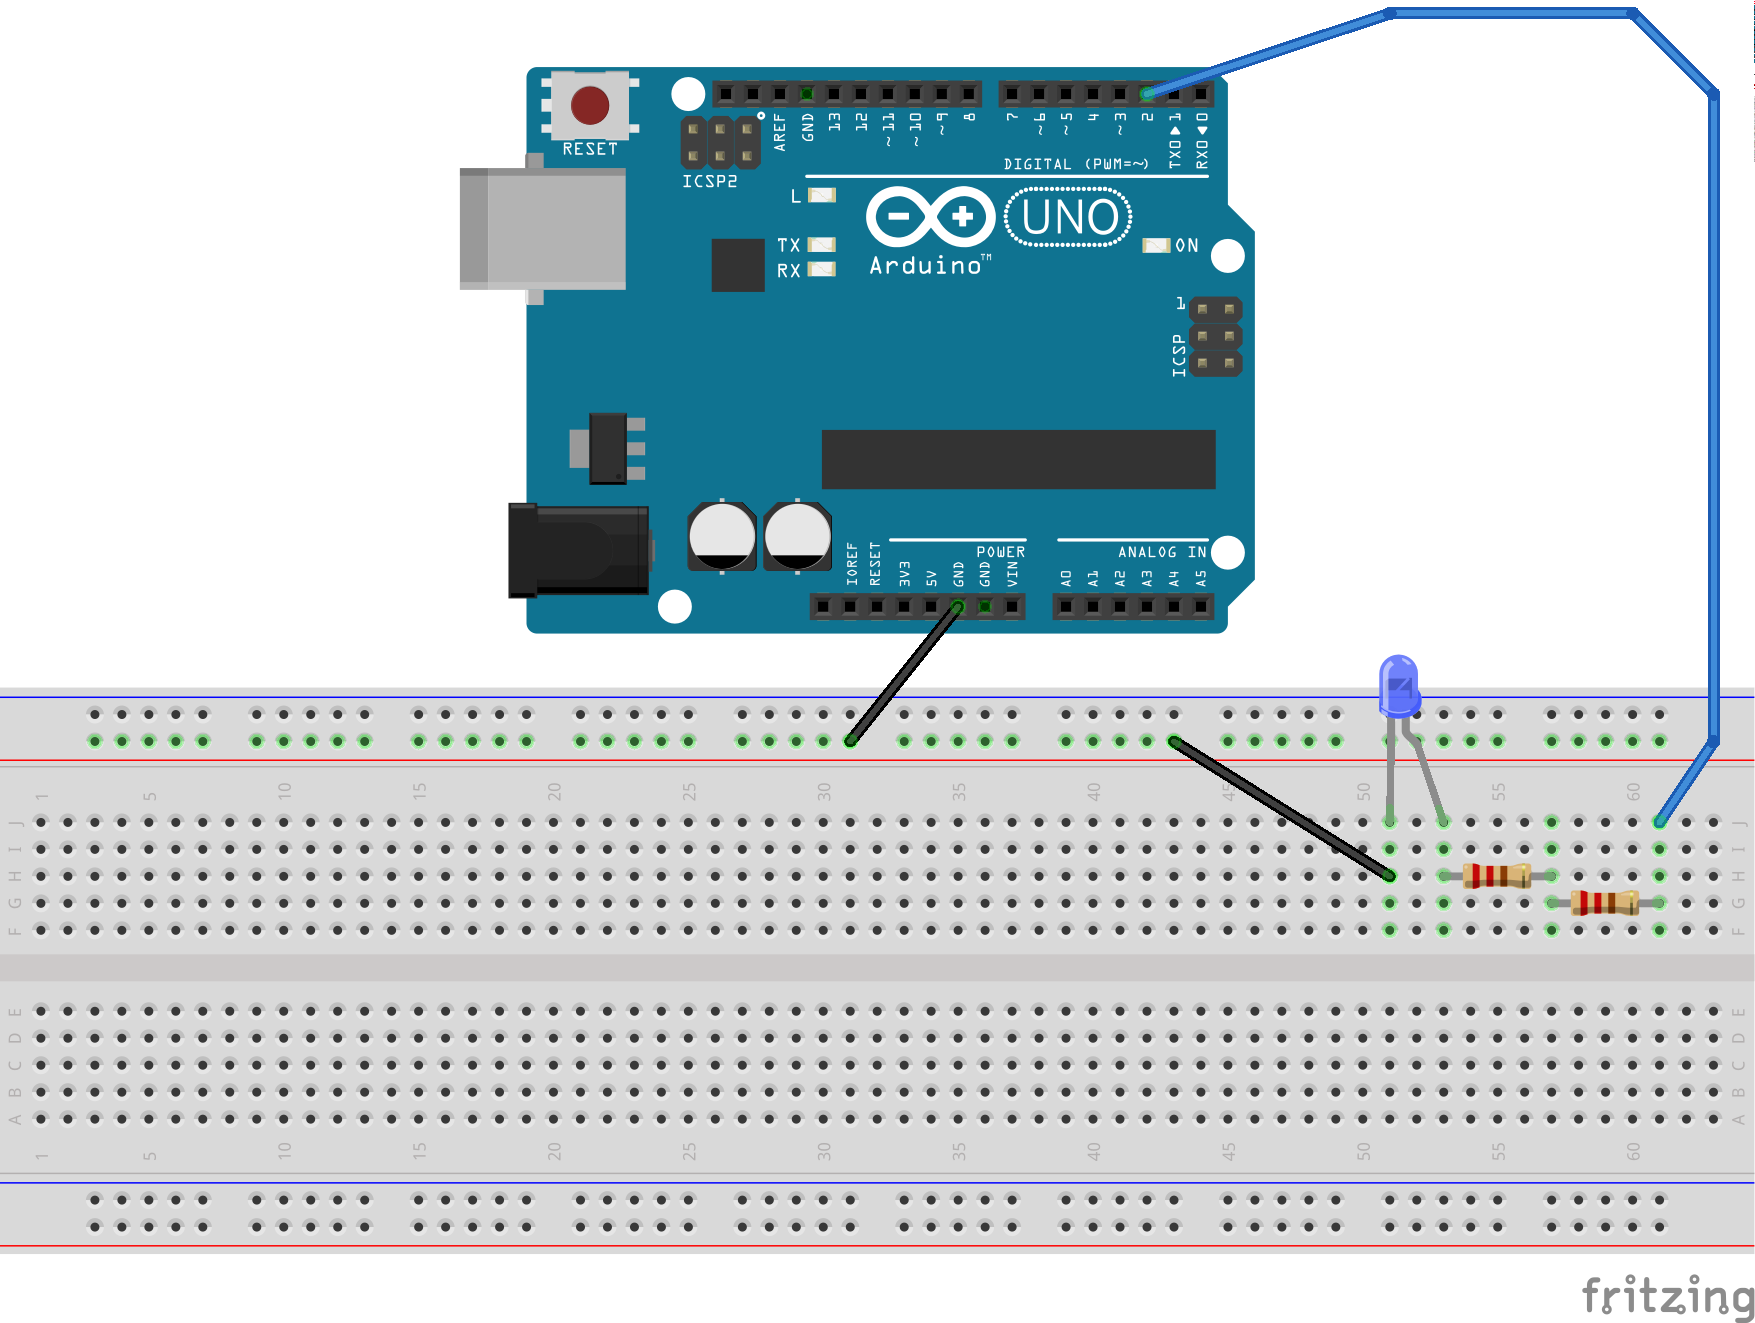 RESET
ICSP2
AREF
GND
13
12
~11
~10
~9
8
7
~6
~5
4
~3
2
TX0▶1
RX0◀0
DIGITAL (PWM=~)
L
TX
RX
UNO
Arduino™
ON
1
ICSP
IOREF
RESET
3V3
5V
GND
GND
VIN
POWER
ANALOG IN
A0
A1
A2
A3
A4
A5
1 5 10 15 20 25 30 35 40 45 50 55 60
J J
I I
H H
G G
F F
E E
D D
C C
B B
A A
1 5 10 15 20 25 30 35 40 45 50 55 60
fritzing